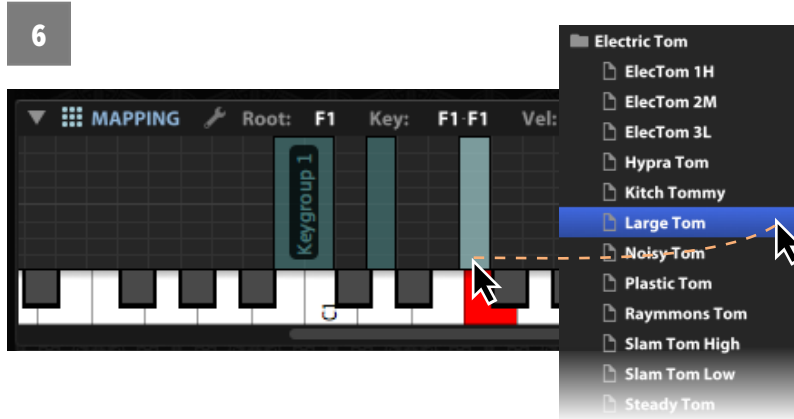 6
MAPPING Root: F1 Key: F1-F1 Vel:
Keygroup 1
C1
Electric Tom
ElecTom 1H
ElecTom 2M
ElecTom 3L
Hypra Tom
Kitch Tommy
Large Tom
Noisy Tom
Plastic Tom
Raymmons Tom
Slam Tom High
Slam Tom Low
Steady Tom